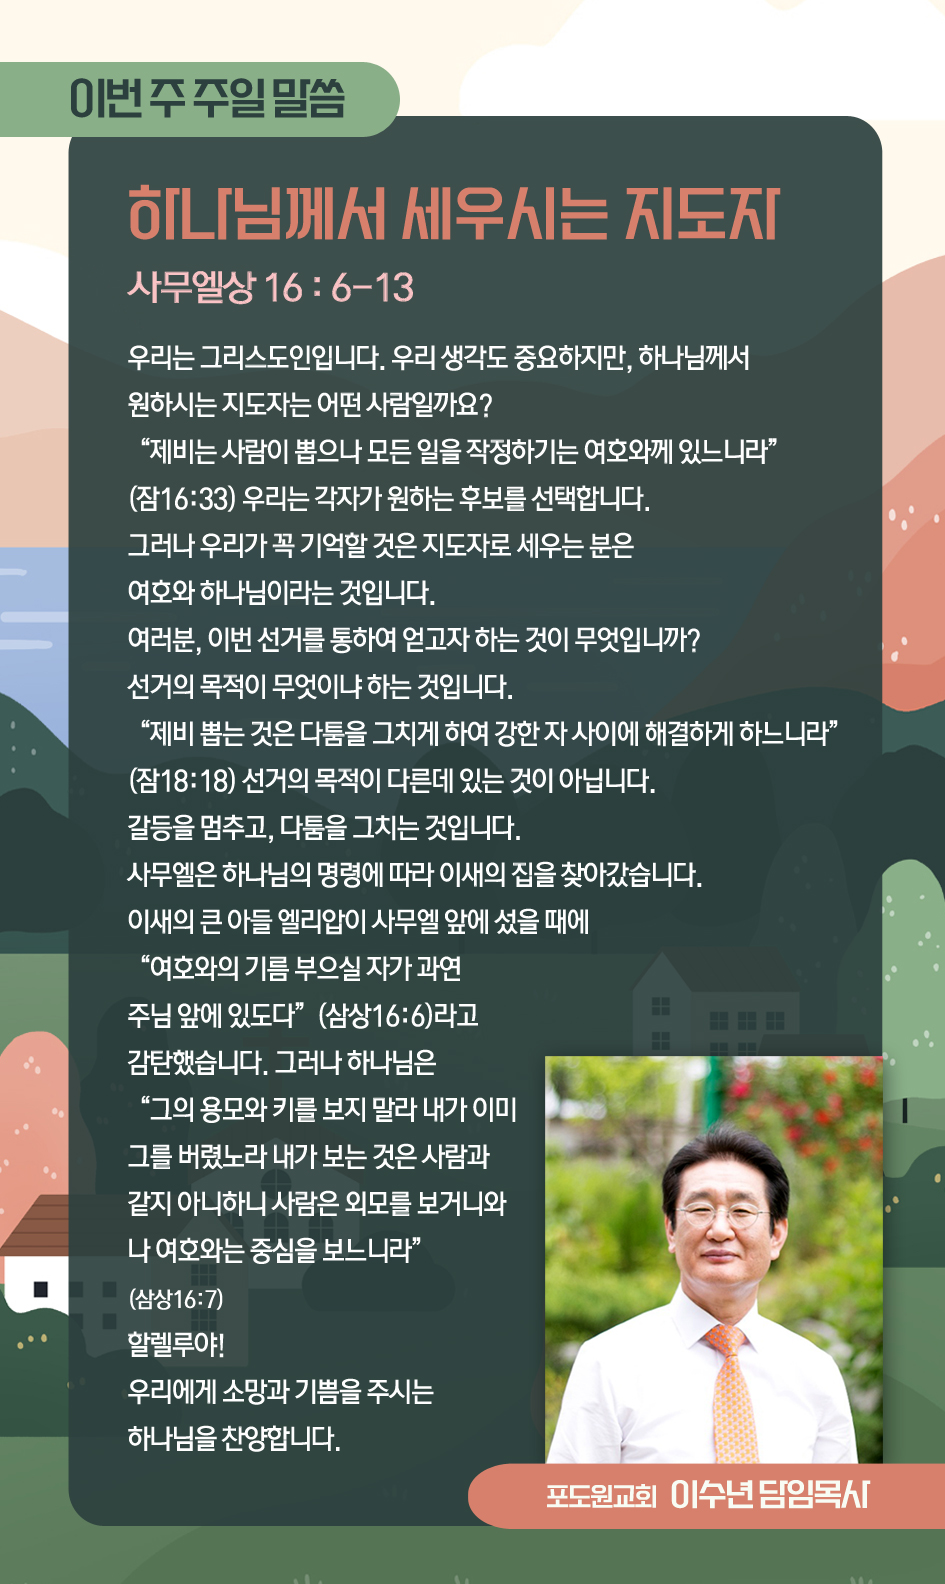 이번 주 주일 말씀
하나님께서 세우시는 지도자
사무엘상 16 : 6-13
우리는 그리스도인입니다. 우리 생각도 중요하지만, 하나님께서
원하시는 지도자는 어떤 사람일까요?
“제비는 사람이 뽑으나 모든 일을 작정하기는 여호와께 있느니라”
(잠16:33) 우리는 각자가 원하는 후보를 선택합니다.
그러나 우리가 꼭 기억할 것은 지도자로 세우는 분은
여호와 하나님이라는 것입니다.
여러분, 이번 선거를 통하여 얻고자 하는 것이 무엇입니까?
선거의 목적이 무엇이냐 하는 것입니다.
“제비 뽑는 것은 다툼을 그치게 하여 강한 자 사이에 해결하게 하느니라”
(잠18:18) 선거의 목적이 다른데 있는 것이 아닙니다.
갈등을 멈추고, 다툼을 그치는 것입니다.
사무엘은 하나님의 명령에 따라 이새의 집을 찾아갔습니다.
이새의 큰 아들 엘리압이 사무엘 앞에 섰을 때에
“여호와의 기름 부으실 자가 과연
주님 앞에 있도다” (삼상16:6)라고
감탄했습니다. 그러나 하나님은
“그의 용모와 키를 보지 말라 내가 이미
그를 버렸노라 내가 보는 것은 사람과
같지 아니하니 사람은 외모를 보거니와
나 여호와는 중심을 보느니라”
(삼상16:7)
할렐루야!
우리에게 소망과 기쁨을 주시는
하나님을 찬양합니다.
포도원교회 이수년 담임목사